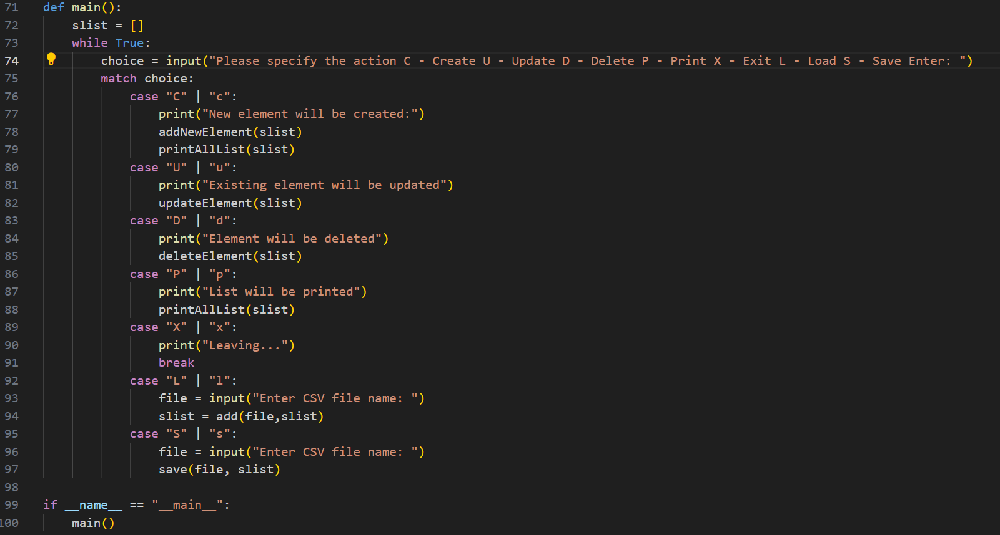 71 def main():
72     slist = []
73     while True:
74         choice = input("Please specify the action C - Create U - Update D - Delete P - Print X - Exit L - Load S - Save Enter: ")
75         match choice:
76             case "C" | "c":
77                 print("New element will be created:")
78                 addNewElement(slist)
79                 printAllList(slist)
80             case "U" | "u":
81                 print("Existing element will be updated")
82                 updateElement(slist)
83             case "D" | "d":
84                 print("Element will be deleted")
85                 deleteElement(slist)
86             case "P" | "p":
87                 print("List will be printed")
88                 printAllList(slist)
89             case "X" | "x":
90                 print("Leaving...")
91                 break
92             case "L" | "l":
93                 file = input("Enter CSV file name: ")
94                 slist = add(file,slist)
95             case "S" | "s":
96                 file = input("Enter CSV file name: ")
97                 save(file, slist)
98
99 if __name__ == "__main__":
100     main()